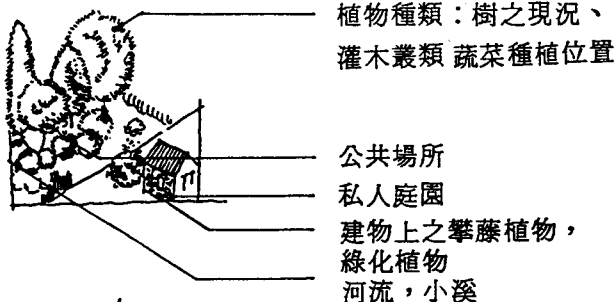 植物種類：樹之現況、
灌木叢類 蔬菜種植位置
公共場所
私人庭園
建物上之攀藤植物，
綠化植物
河流，小溪